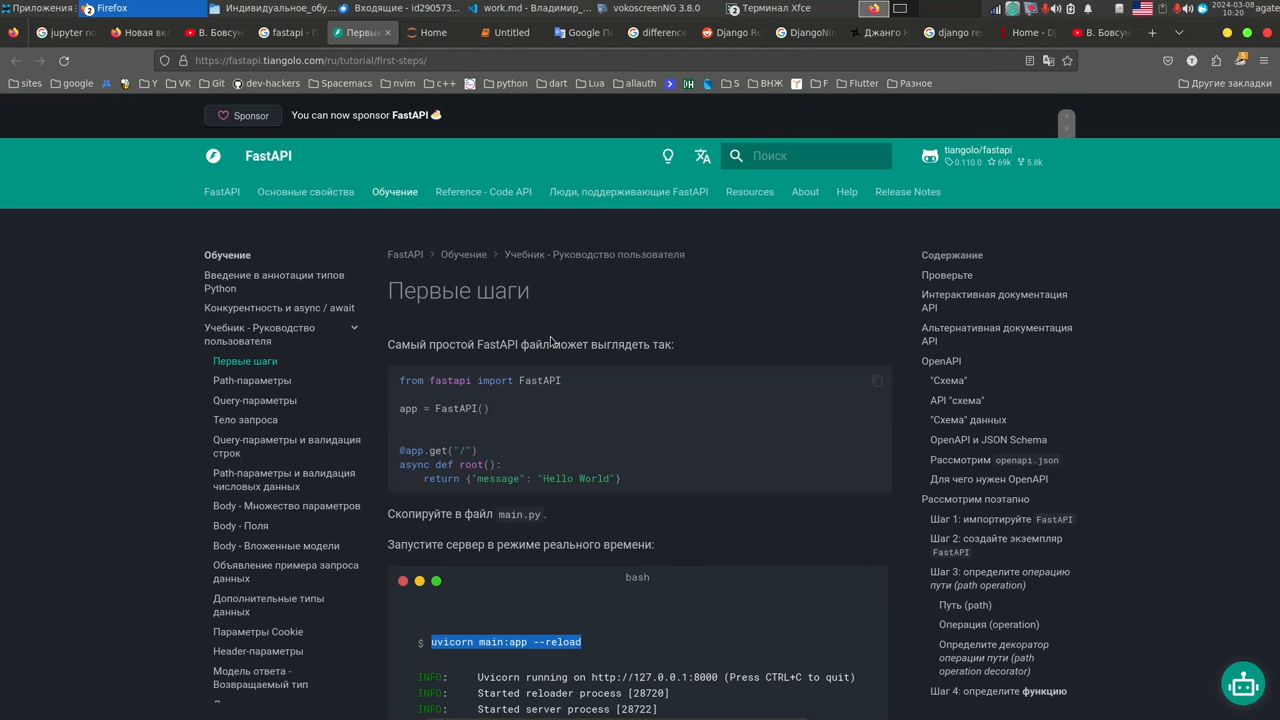 Приложения
Firefox
Индивидуальное_обу...
Входящие - id290573...
work.md - Владимир_...
vokoscreenNG 3.8.0
Терминал Xfce
2024-03-08
10:20
agate
jupyter no
Новая вкл
В. Бовсун
fastapi - П
Первые
Home
Untitled
Google П
difference
Django Re
DjangoNin
Джанго Н
django res
Home - Dj
В. Бовсун
https://fastapi.tiangolo.com/ru/tutorial/first-steps/
sites
google
Y
VK
Git
dev-hackers
Spacemacs
nvim
c++
python
dart
Lua
allauth
S
ВНЖ
F
Flutter
Разное
Другие закладки
Sponsor
You can now sponsor FastAPI
FastAPI
Поиск
tiangolo/fastapi
0.110.0 69k 5.8k
FastAPI
Основные свойства
Обучение
Reference - Code API
Люди, поддерживающие FastAPI
Resources
About
Help
Release Notes
Обучение
Введение в аннотации типов
Python
Конкурентность и async / await
Учебник - Руководство
пользователя
Первые шаги
Path-параметры
Query-параметры
Тело запроса
Query-параметры и валидация
строк
Path-параметры и валидация
числовых данных
Body - Множество параметров
Body - Поля
Body - Вложенные модели
Объявление примера запроса
данных
Дополнительные типы
данных
Параметры Cookie
Header-параметры
Модель ответа -
Возвращаемый тип
FastAPI > Обучение > Учебник - Руководство пользователя
Первые шаги
Самый простой FastAPI файл может выглядеть так:
from fastapi import FastAPI
app = FastAPI()
@app.get("/")
async def root():
return {"message": "Hello World"}
Скопируйте в файл main.py.
Запустите сервер в режиме реального времени:
bash
$ uvicorn main:app --reload
INFO: Uvicorn running on http://127.0.0.1:8000 (Press CTRL+C to quit)
INFO: Started reloader process [28720]
INFO: Started server process [28722]
Содержание
Проверьте
Интерактивная документация
API
Альтернативная документация
API
OpenAPI
"Схема"
API "схема"
"Схема" данных
OpenAPI и JSON Schema
Рассмотрим openapi.json
Для чего нужен OpenAPI
Рассмотрим поэтапно
Шаг 1: импортируйте FastAPI
Шаг 2: создайте экземпляр
FastAPI
Шаг 3: определите операцию
пути (path operation)
Путь (path)
Операция (operation)
Определите декоратор
операции пути (path
operation decorator)
Шаг 4: определите функцию